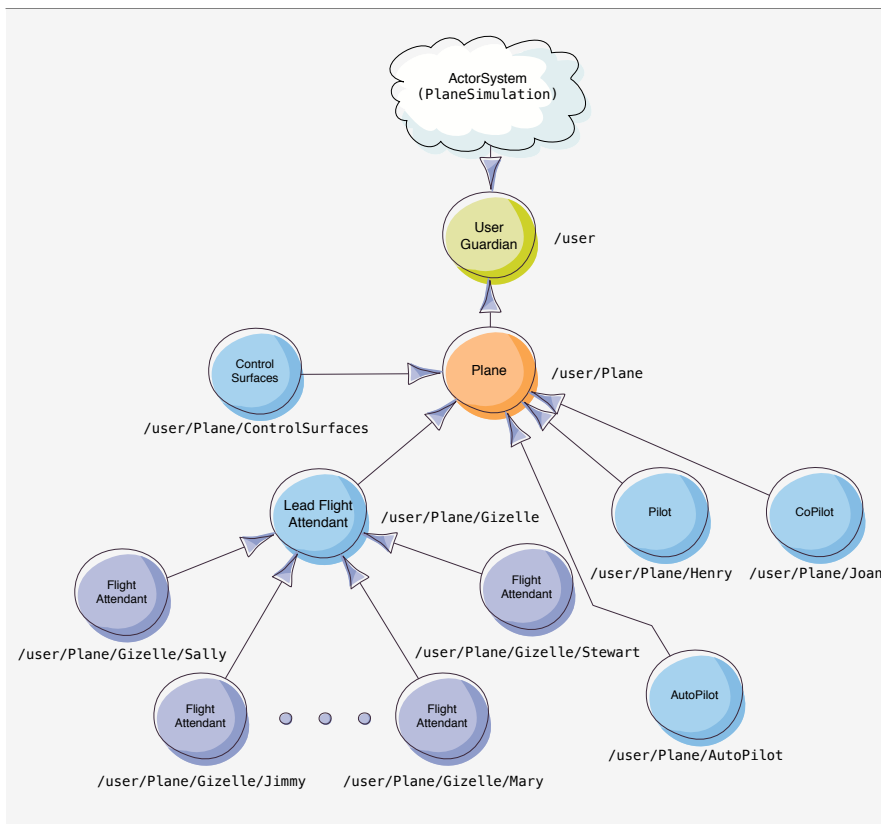 ActorSystem
(PlaneSimulation)
User
Guardian
/user
Control
Surfaces
Plane
/user/Plane
/user/Plane/ControlSurfaces
Lead Flight
Attendant
/user/Plane/Gizelle
Pilot
CoPilot
/user/Plane/Henry
/user/Plane/Joan
Flight
Attendant
Flight
Attendant
/user/Plane/Gizelle/Sally
/user/Plane/Gizelle/Stewart
Flight
Attendant
Flight
Attendant
AutoPilot
/user/Plane/AutoPilot
/user/Plane/Gizelle/Jimmy
/user/Plane/Gizelle/Mary